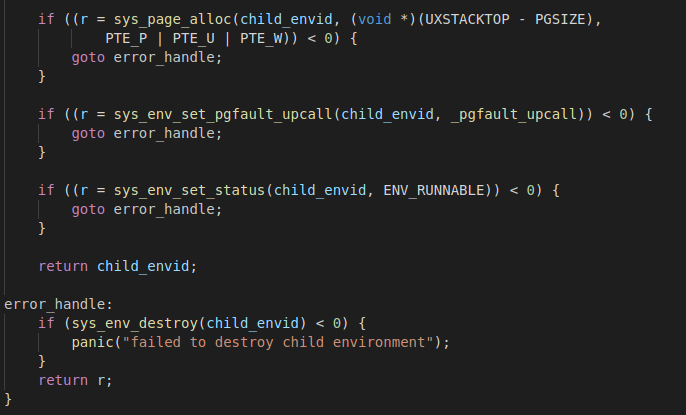 if ((r = sys_page_alloc(child_envid, (void *)(UXSTACKTOP - PGSIZE),
PTE_P | PTE_U | PTE_W)) < 0) {
goto error_handle;
}
if ((r = sys_env_set_pgfault_upcall(child_envid, _pgfault_upcall)) < 0) {
goto error_handle;
}
if ((r = sys_env_set_status(child_envid, ENV_RUNNABLE)) < 0) {
goto error_handle;
}
return child_envid;
error_handle:
if (sys_env_destroy(child_envid) < 0) {
panic("failed to destroy child environment");
}
return r;
}